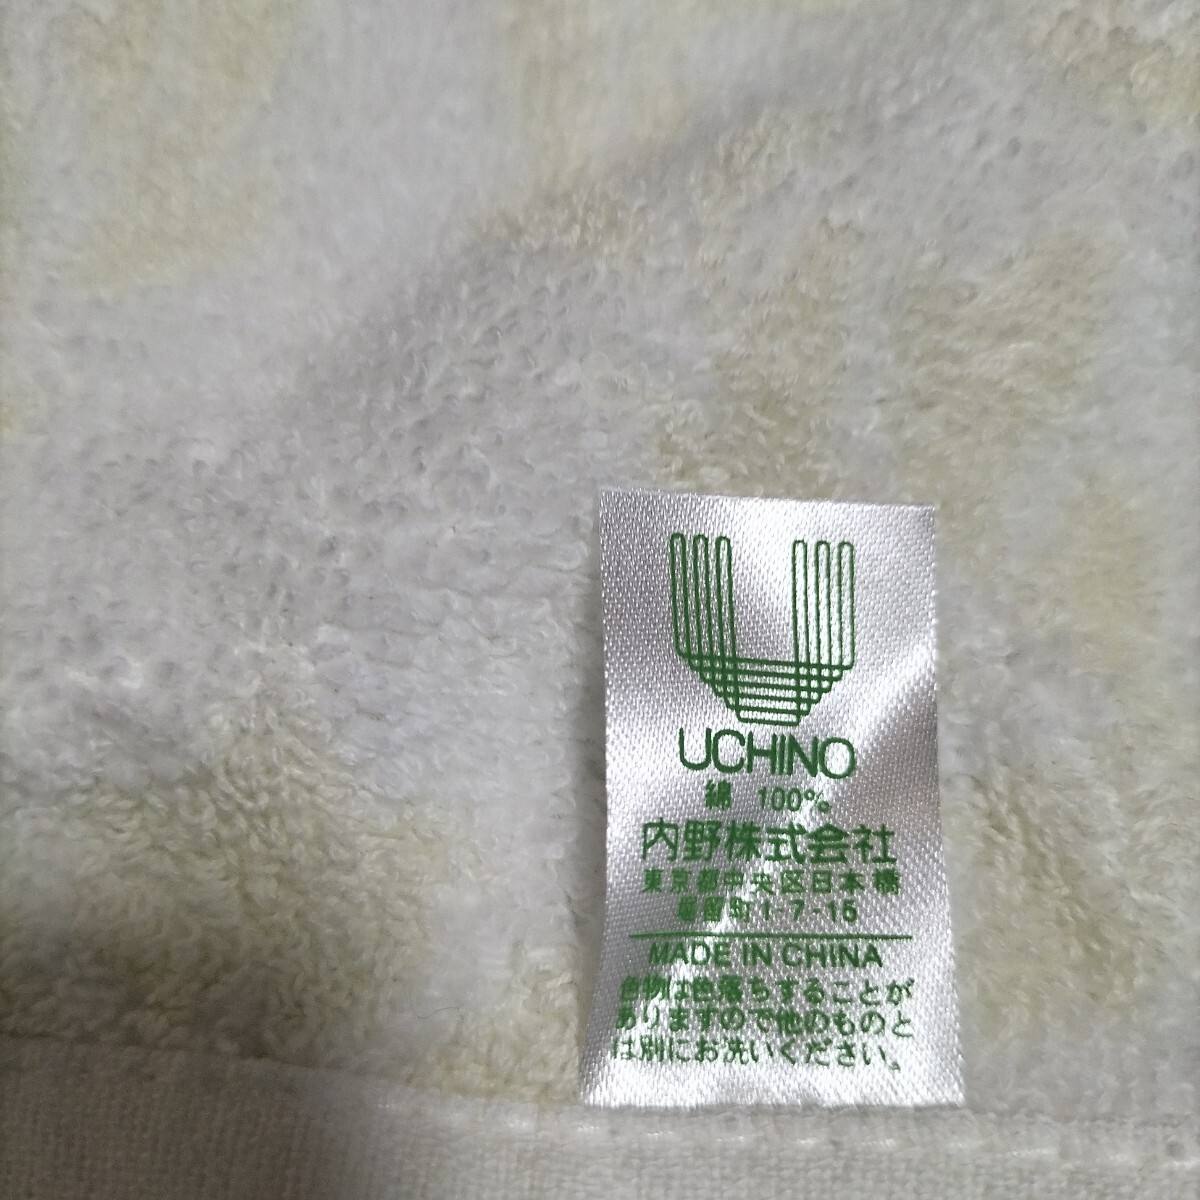 UCHINO
綿 100%
内野株式会社
東京都中央区日本橋
堀留町1-7-15
MADE IN CHINA
色物は色落ちすることが
ありますので他のものと
は別にお洗いください。